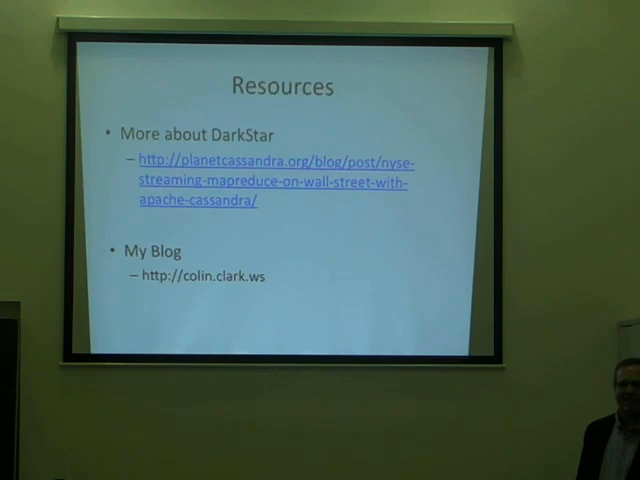 Resources
• More about DarkStar
– http://planetcassandra.org/blog/post/nyse-
streaming-mapreduce-on-wall-street-with-
apache-cassandra/
• My Blog
– http://colin.clark.ws